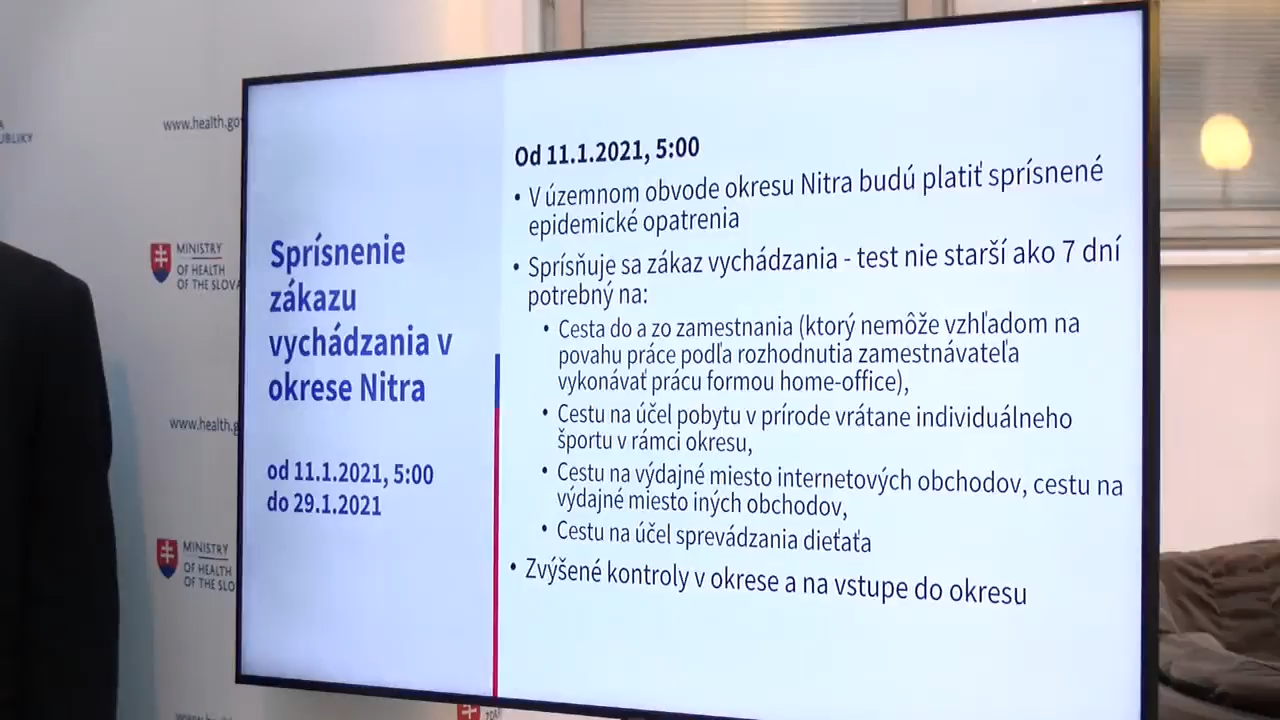 UBLIKY
www.health.go
MINISTRY
OF HEALTH
OF THE SLOVA
www.health.g
MINISTRY
OF HEALTH
OF THE SLO
Sprísnenie
zákazu
vychádzania v
okrese Nitra
od 11.1.2021, 5:00
do 29.1.2021
Od 11.1.2021, 5:00
• V územnom obvode okresu Nitra budú platiť sprísnené
epidemické opatrenia
• Sprísňuje sa zákaz vychádzania - test nie starší ako 7 dní
potrebný na:
• Cesta do a zo zamestnania (ktorý nemôže vzhľadom na
povahu práce podľa rozhodnutia zamestnávateľa
vykonávať prácu formou home-office),
• Cestu na účel pobytu v prírode vrátane individuálneho
športu v rámci okresu,
• Cestu na výdajné miesto internetových obchodov, cestu na
výdajné miesto iných obchodov,
• Cestu na účel sprevádzania dieťaťa
• Zvýšené kontroly v okrese a na vstupe do okresu